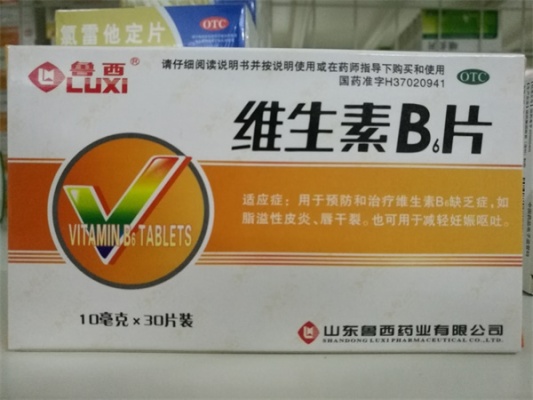 氯雷他定片
OTC
鲁西®
LUXI
请仔细阅读说明书并按说明使用或在药师指导下购买和使用
国药准字H37020941
OTC
维生素B6片
VITAMIN B6 TABLETS
适应症：用于预防和治疗维生素B6缺乏症，如
脂溢性皮炎、唇干裂。也可用于减轻妊娠呕吐。
10毫克×30片装
山东鲁西药业有限公司
SHANDONG LUXI PHARMACEUTICAL CO.,LTD.